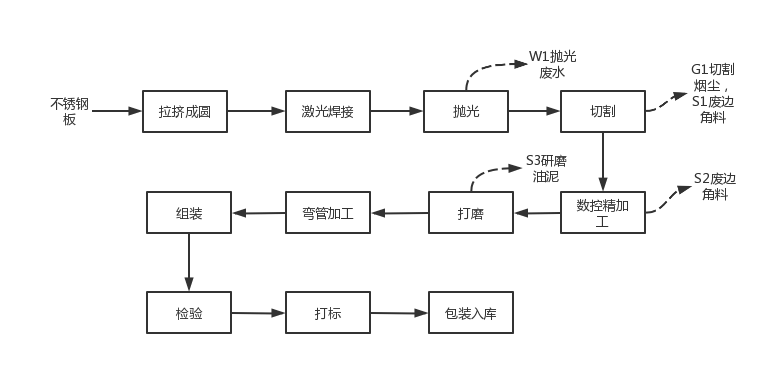 W1抛光
废水
G1切割
烟尘，
S1废边
角料
不锈钢
板
拉挤成圆
激光焊接
抛光
切割
S3研磨
油泥
S2废边
角料
组装
弯管加工
打磨
数控精加
工
检验
打标
包装入库